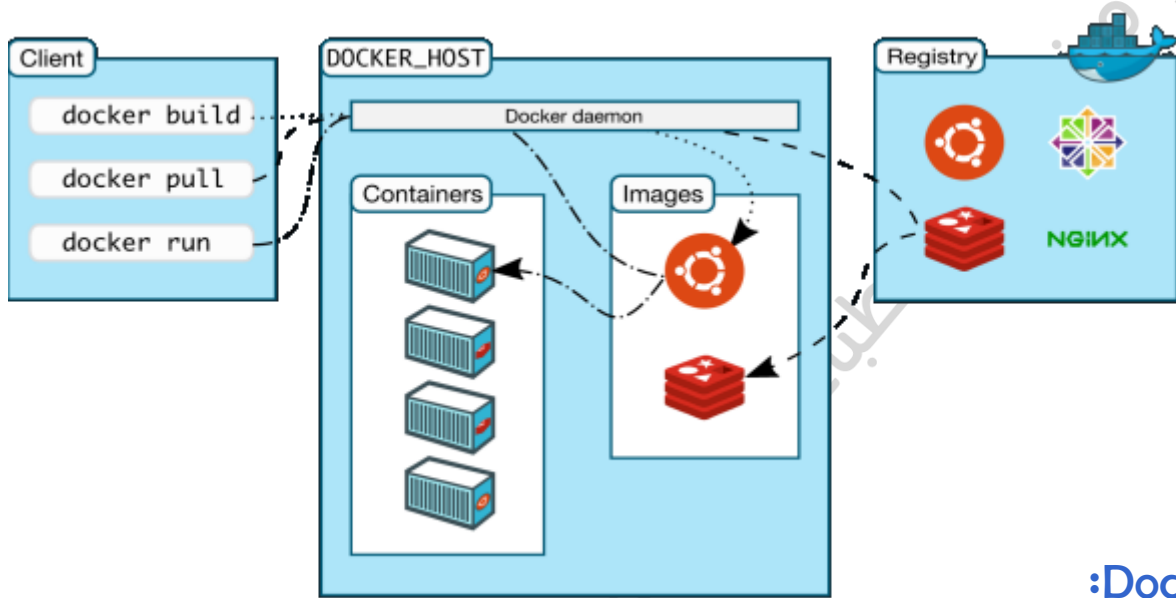 Client
docker build
docker pull
docker run
DOCKER_HOST
Docker daemon
Containers
Images
Registry
NGINX
:Doc